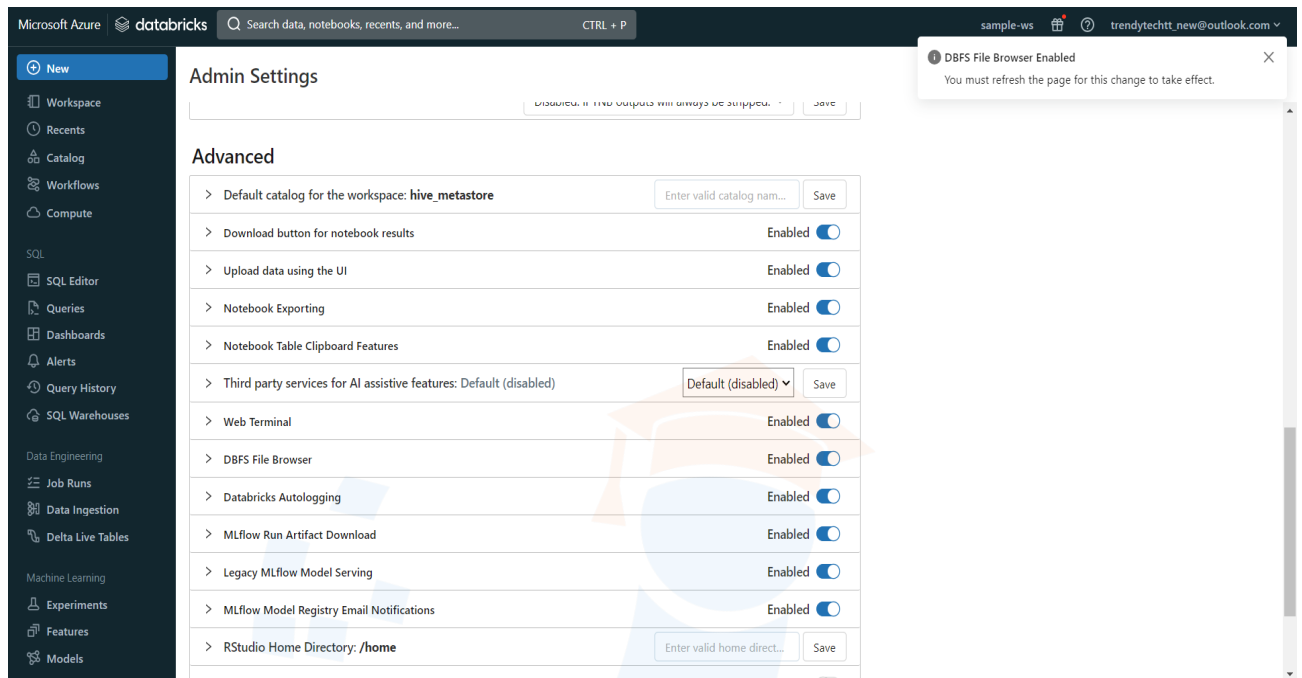 Microsoft Azure databricks Search data, notebooks, recents, and more... CTRL + P sample-ws trendytechtt_new@outlook.com
DBFS File Browser Enabled
You must refresh the page for this change to take effect.
New
Workspace
Recents
Catalog
Workflows
Compute
SQL
SQL Editor
Queries
Dashboards
Alerts
Query History
SQL Warehouses
Data Engineering
Job Runs
Data Ingestion
Delta Live Tables
Machine Learning
Experiments
Features
Models
Admin Settings
Save
Advanced
Default catalog for the workspace: hive_metastore Enter valid catalog nam... Save
Download button for notebook results Enabled
Upload data using the UI Enabled
Notebook Exporting Enabled
Notebook Table Clipboard Features Enabled
Third party services for AI assistive features: Default (disabled) Default (disabled) Save
Web Terminal Enabled
DBFS File Browser Enabled
Databricks Autologging Enabled
MLflow Run Artifact Download Enabled
Legacy MLflow Model Serving Enabled
MLflow Model Registry Email Notifications Enabled
RStudio Home Directory: /home Enter valid home direct... Save